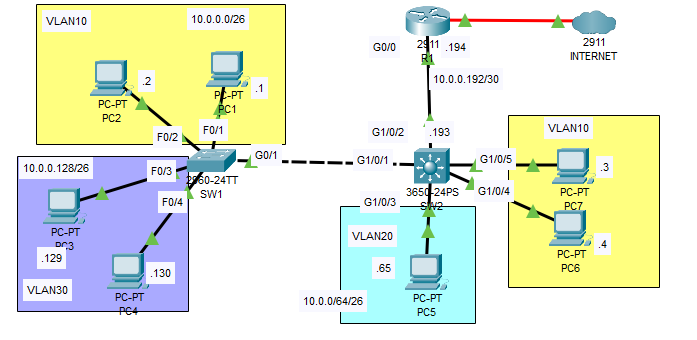 VLAN10
10.0.0.0/26
.2
.1
PC-PT
PC2
PC-PT
PC1
F0/2
F0/1
10.0.0.128/26
F0/3
2960-24TT
SW1
G0/1
F0/4
PC-PT
PC3
.129
.130
VLAN30
PC-PT
PC4
2911
R1
G0/0
.194
2911
INTERNET
10.0.0.192/30
G1/0/2
.193
G1/0/1
3650-24PS
SW2
G1/0/5
G1/0/4
G1/0/3
VLAN20
.65
PC-PT
PC5
10.0.0/64/26
VLAN10
.3
PC-PT
PC7
.4
PC-PT
PC6